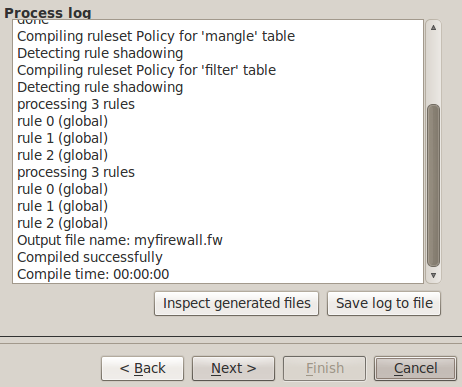 Process log
done
Compiling ruleset Policy for 'mangle' table
Detecting rule shadowing
Compiling ruleset Policy for 'filter' table
Detecting rule shadowing
processing 3 rules
rule 0 (global)
rule 1 (global)
rule 2 (global)
processing 3 rules
rule 0 (global)
rule 1 (global)
rule 2 (global)
Output file name: myfirewall.fw
Compiled successfully
Compile time: 00:00:00
Inspect generated files Save log to file
< Back Next > Finish Cancel